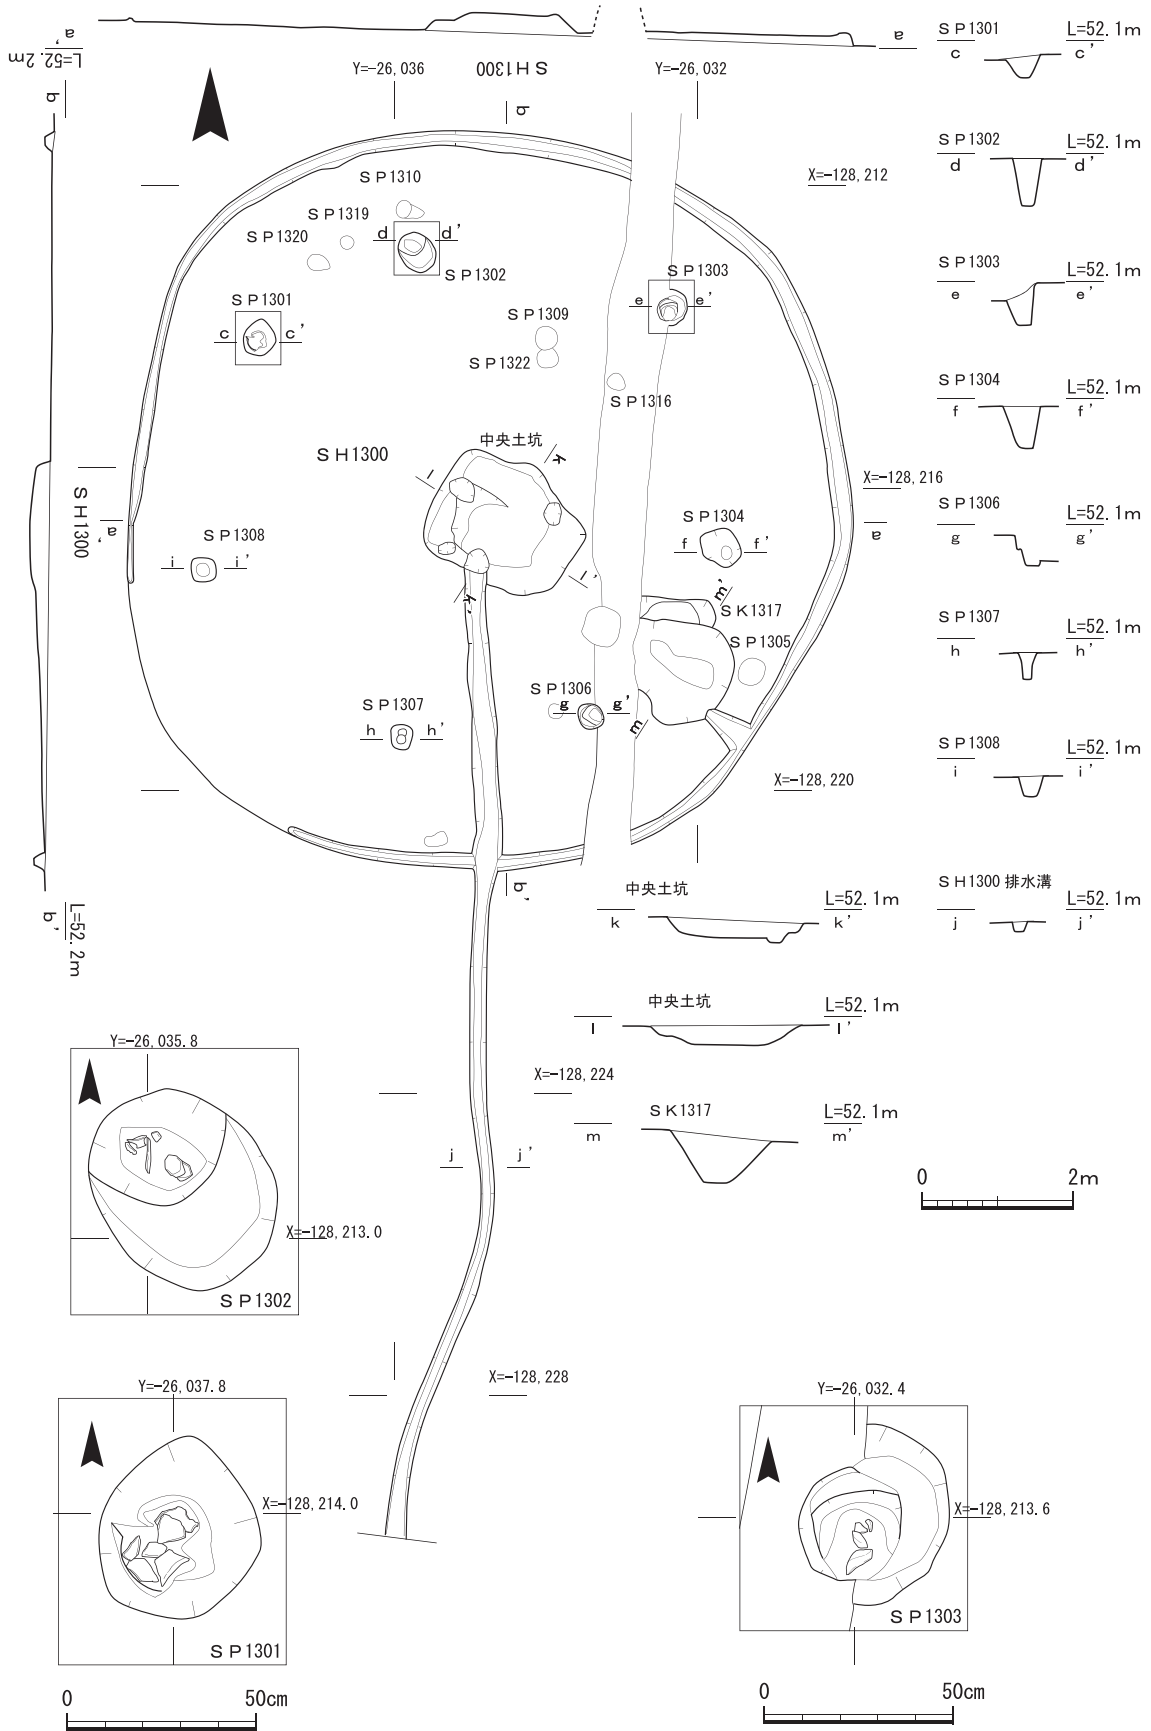 a'
L=52.2m
a
SH1300
Y=-26,036
Y=-26,032
b
b
X=-128,212
SP1310
SP1319
SP1320
d
d'
SP1302
SP1303
e
e'
SP1301
c
c'
SP1309
SP1322
SP1316
中央土坑
SH1300
k
l
X=-128,216
SH1300
a'
a
SP1304
f
f'
SP1308
i
i'
l'
k'
m'
SK1317
SP1305
SP1306
g
g'
m
SP1307
h
h'
X=-128,220
b'
L=52.2m
b'
SP1301
c
L=52.1m
c'
SP1302
d
L=52.1m
d'
SP1303
e
L=52.1m
e'
SP1304
f
L=52.1m
f'
SP1306
g
L=52.1m
g'
SP1307
h
L=52.1m
h'
SP1308
i
L=52.1m
i'
SH1300 排水溝
j
L=52.1m
j'
中央土坑
k
L=52.1m
k'
中央土坑
l
L=52.1m
l'
SK1317
m
L=52.1m
m'
0
2m
X=-128,224
j
j'
X=-128,228
Y=-26,035.8
X=-128,213.0
SP1302
Y=-26,037.8
X=-128,214.0
SP1301
0
50cm
Y=-26,032.4
X=-128,213.6
SP1303
0
50cm